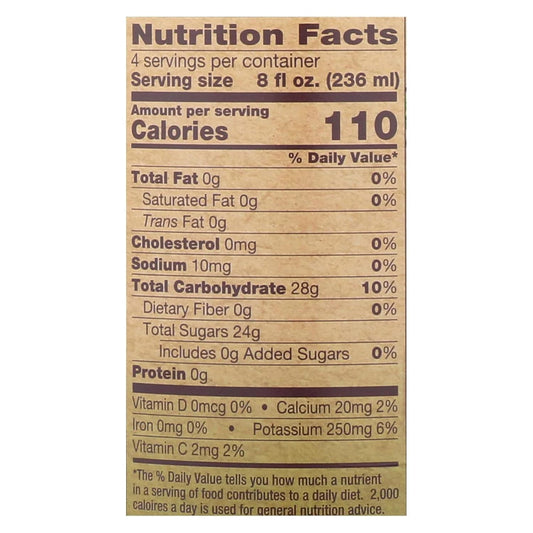 Nutrition Facts
4 servings per container
Serving size 8 fl oz. (236 ml)
Amount per serving
Calories 110
% Daily Value*
Total Fat 0g 0%
Saturated Fat 0g 0%
Trans Fat 0g
Cholesterol 0mg 0%
Sodium 10mg 0%
Total Carbohydrate 28g 10%
Dietary Fiber 0g 0%
Total Sugars 24g
Includes 0g Added Sugars 0%
Protein 0g
Vitamin D 0mcg 0% • Calcium 20mg 2%
Iron 0mg 0% • Potassium 250mg 6%
Vitamin C 2mg 2%
*The % Daily Value tells you how much a nutrient
in a serving of food contributes to a daily diet. 2,000
caloires a day is used for general nutrition advice.